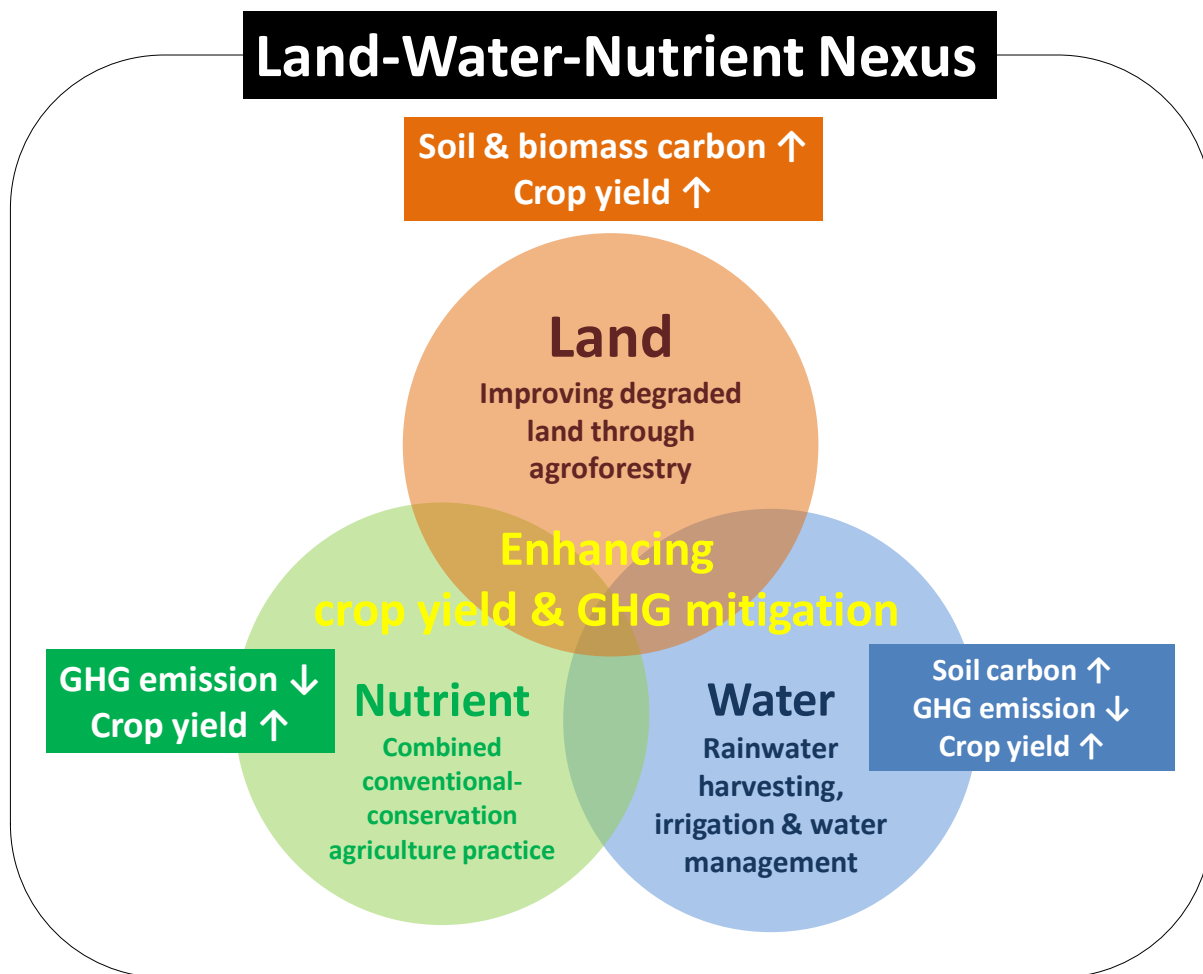 Land-Water-Nutrient Nexus
Soil & biomass carbon ↑
Crop yield ↑
Land
Improving degraded
land through
agroforestry
Enhancing
crop yield & GHG mitigation
GHG emission ↓
Crop yield ↑
Nutrient
Combined
conventional-
conservation
agriculture practice
Water
Rainwater
harvesting,
irrigation & water
management
Soil carbon ↑
GHG emission ↓
Crop yield ↑